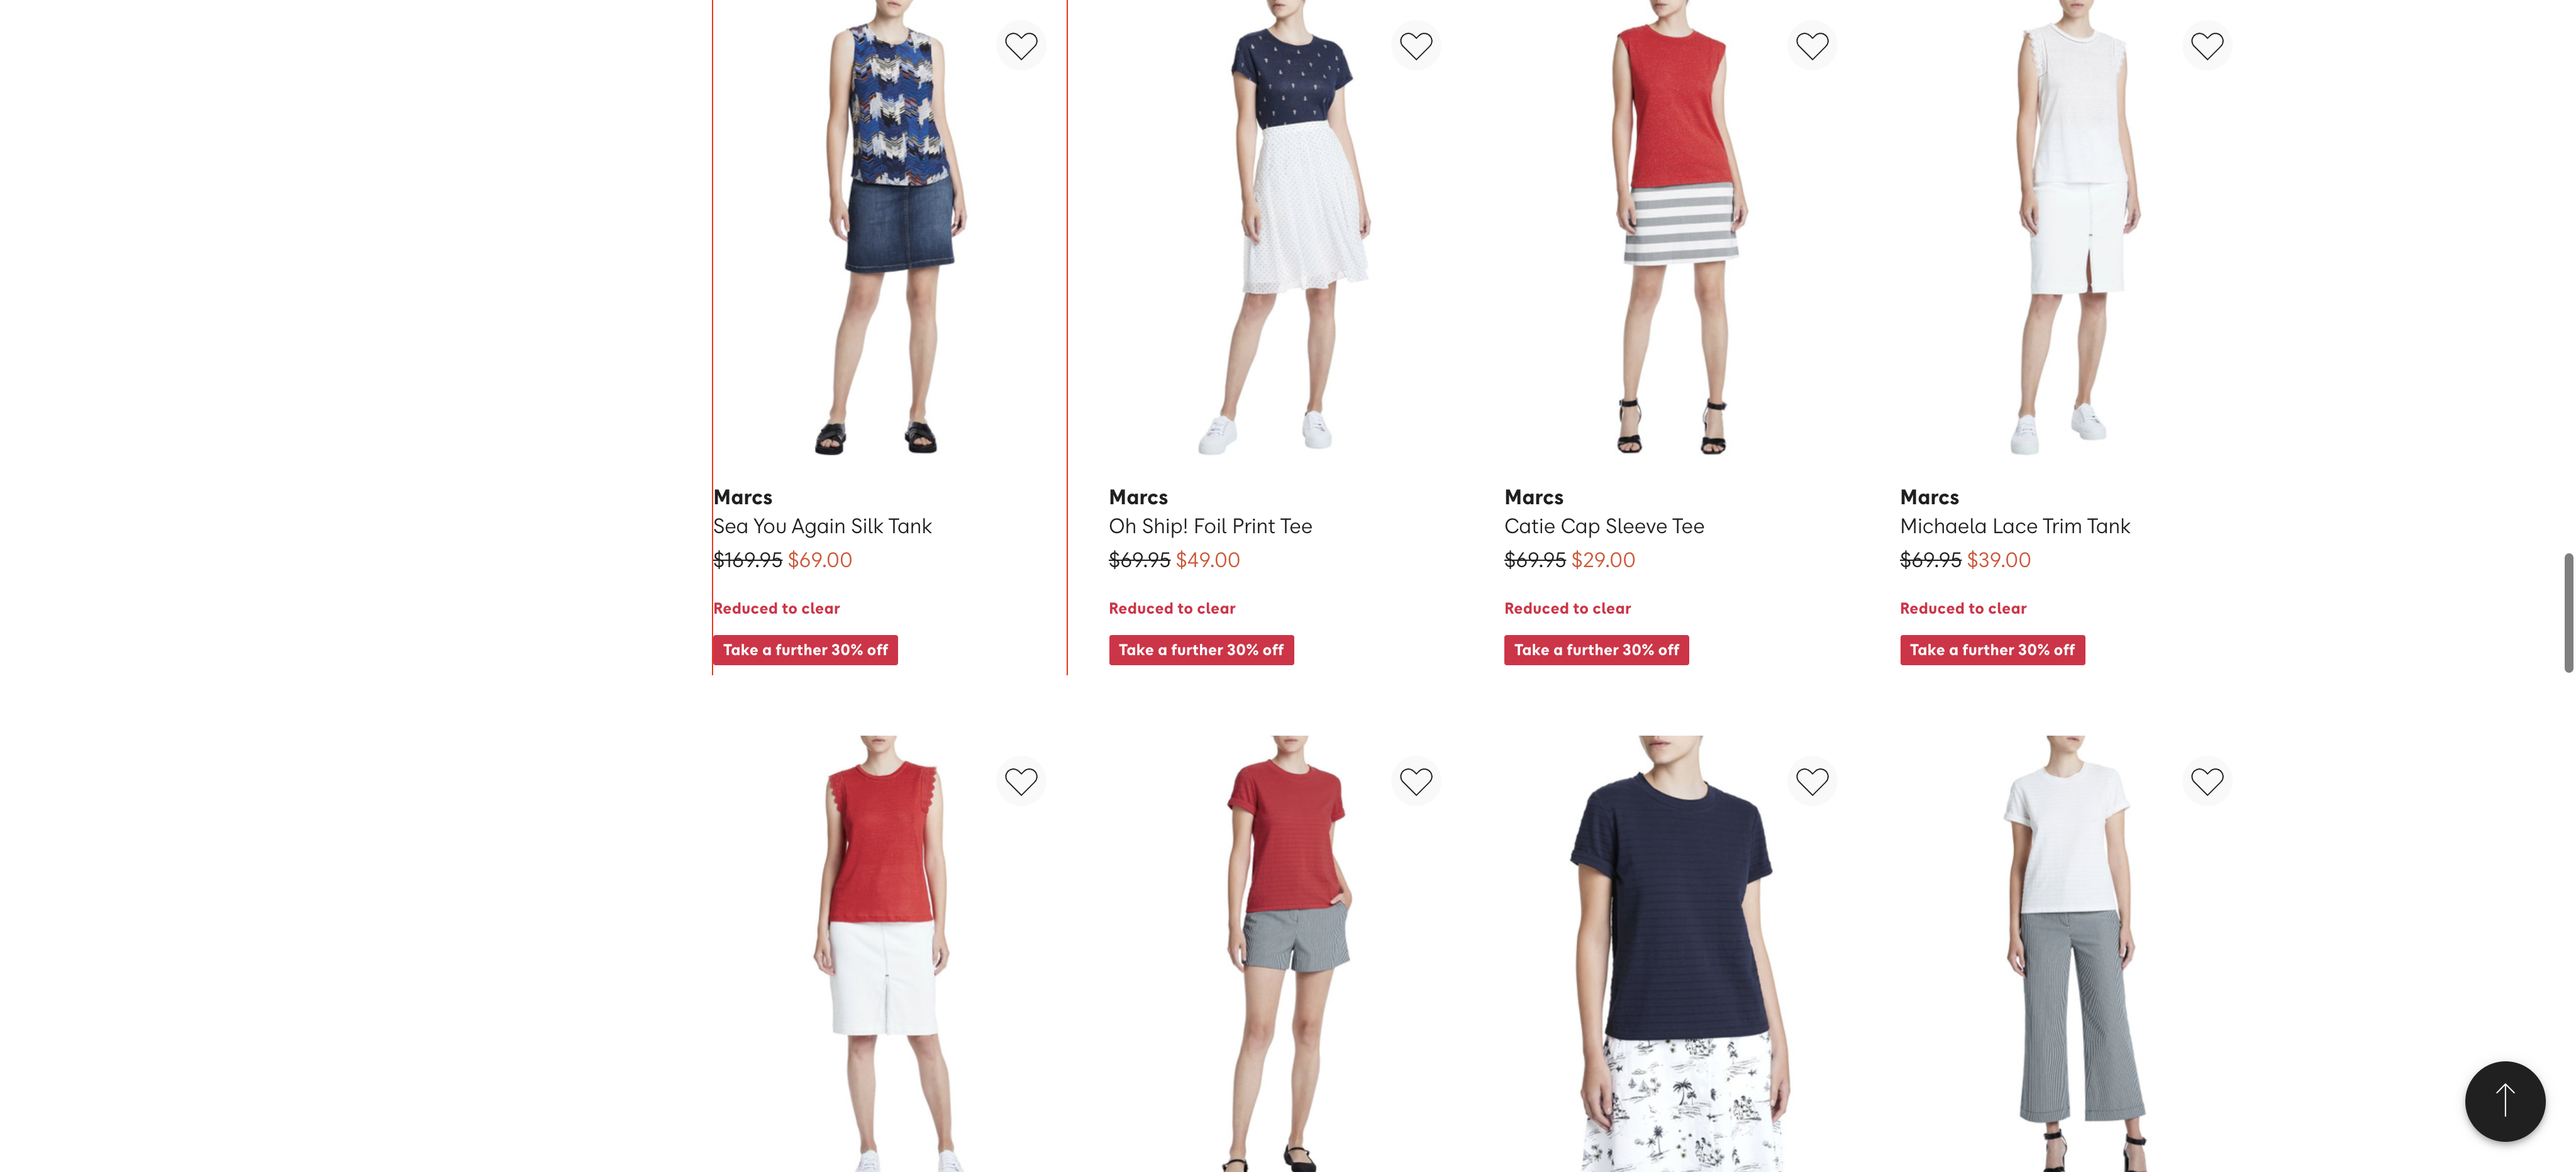 Marcs
Sea You Again Silk Tank
$169.95 $69.00
Reduced to clear
Take a further 30% off
Marcs
Oh Ship! Foil Print Tee
$69.95 $49.00
Reduced to clear
Take a further 30% off
Marcs
Catie Cap Sleeve Tee
$69.95 $29.00
Reduced to clear
Take a further 30% off
Marcs
Michaela Lace Trim Tank
$69.95 $39.00
Reduced to clear
Take a further 30% off